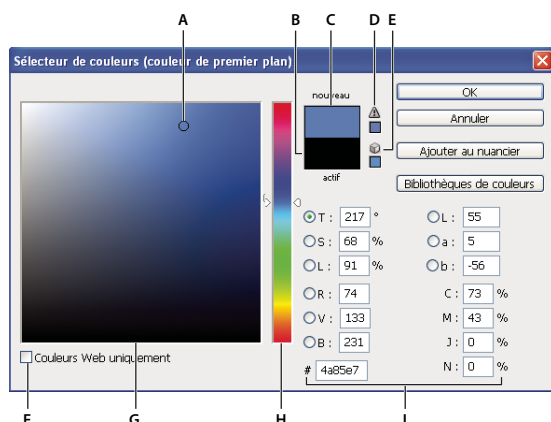 A
B C D E
Sélecteur de couleurs (couleur de premier plan)
nouveau
actif
OK
Annuler
Ajouter au nuancier
Bibliothèques de couleurs
T : 217 °
S : 68 %
L : 91 %
R : 74
V : 133
B : 231
# 4a85e7
L : 55
a : 5
b : -56
C : 73 %
M : 43 %
J : 0 %
N : 0 %
Couleurs Web uniquement
F G H I